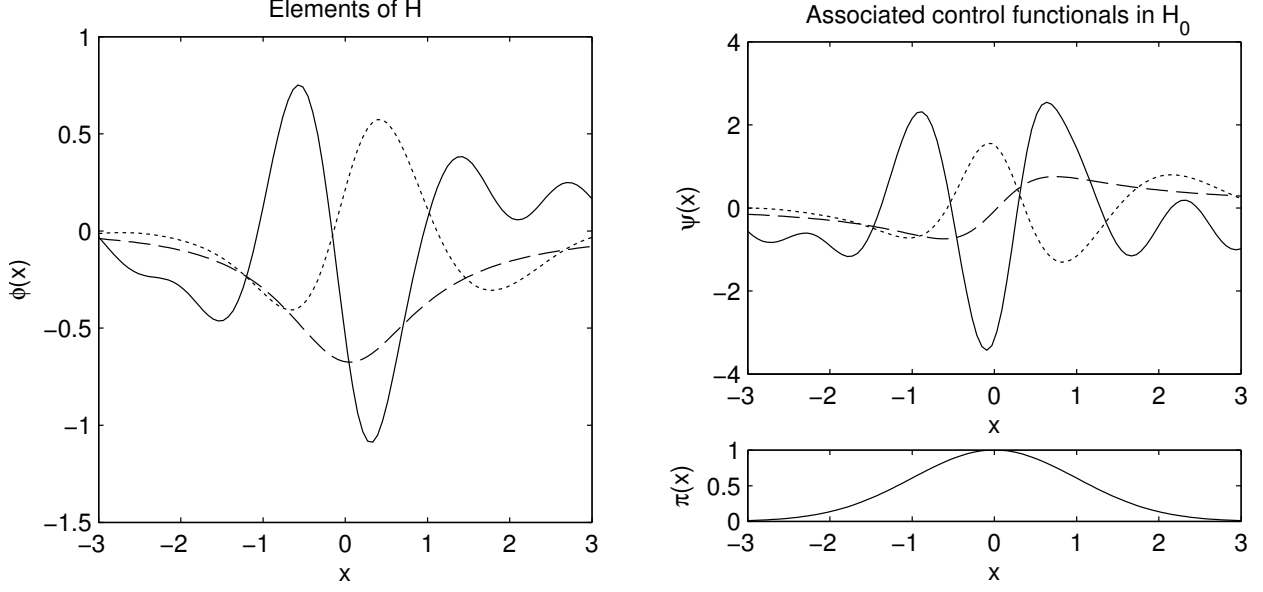 Elements of H
1
0.5
0
−0.5
−1
−1.5
ϕ(x)
−3 −2 −1 0 1 2 3
x
Associated control functionals in H0
4
2
0
−2
−4
ψ(x)
−3 −2 −1 0 1 2 3
x
1
0.5
0
π(x)
−3 −2 −1 0 1 2 3
x